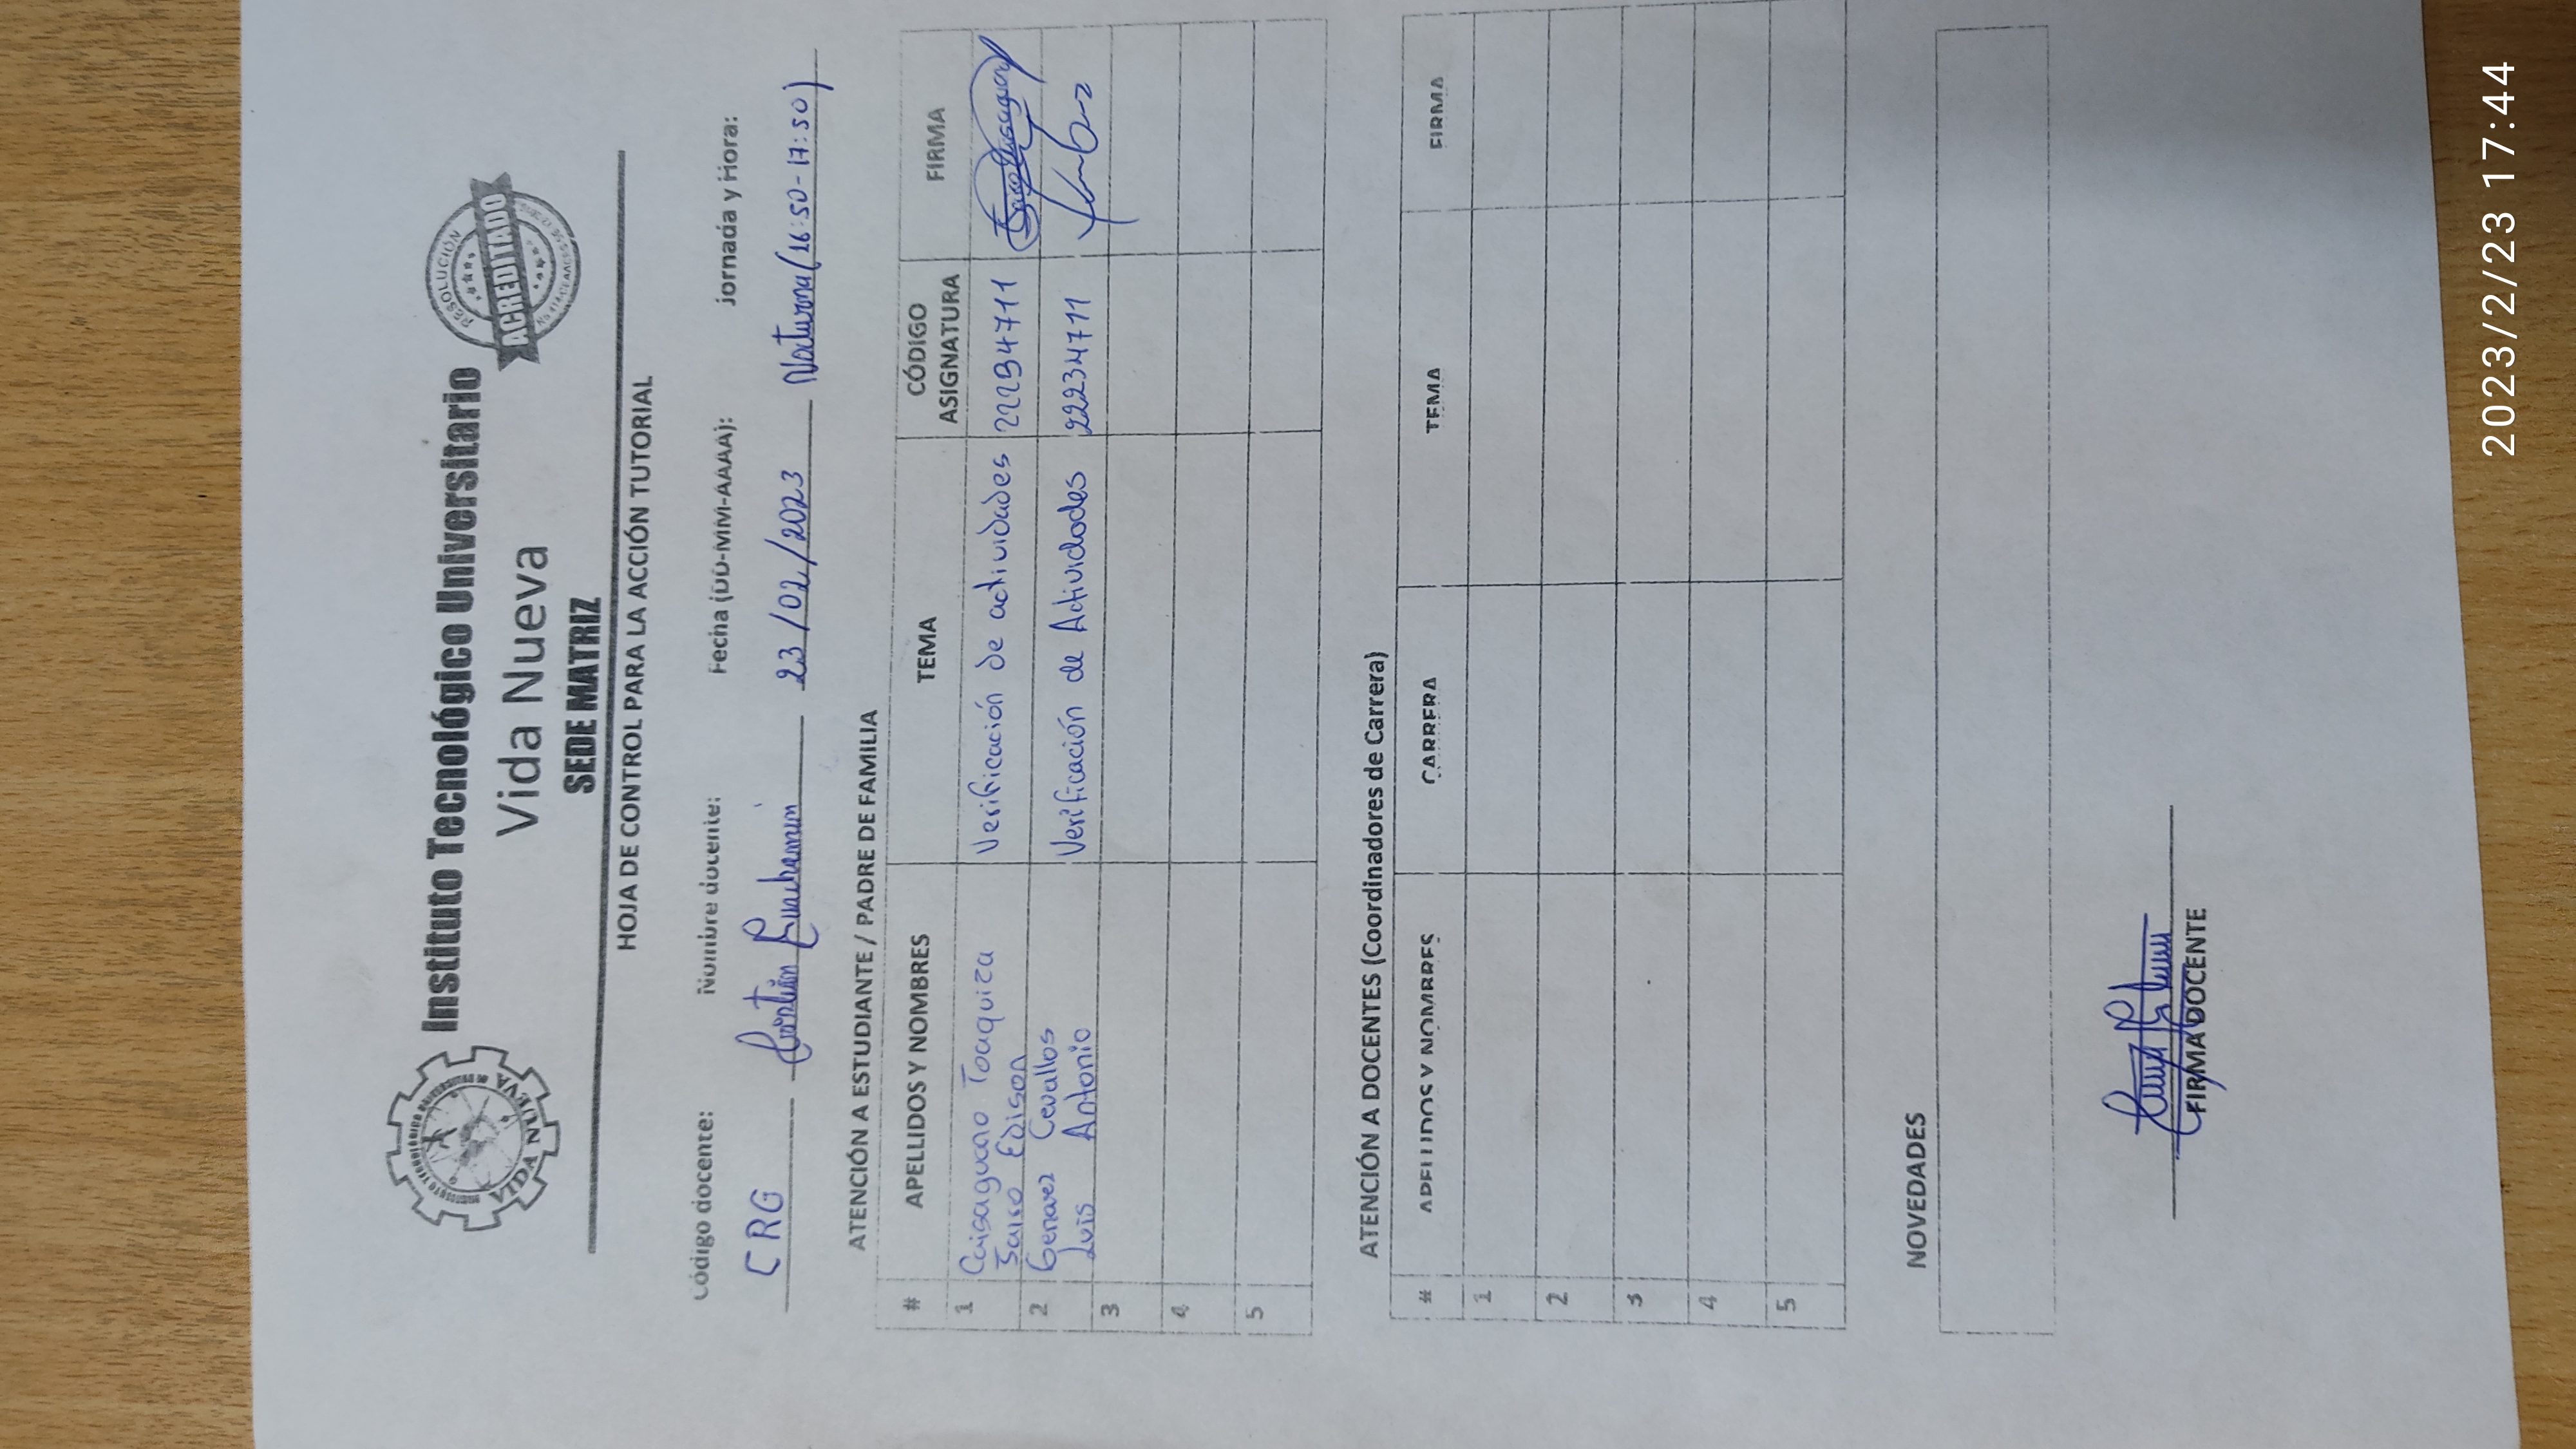 INSTITUTO TECNOLÓGICO UNIVERSITARIO
VIDA NUEVA
Instituto Tecnológico Universitario
Vida Nueva
SEDE MATRIZ
RESOLUCIÓN
ACREDITADO
HOJA DE CONTROL PARA LA ACCIÓN TUTORIAL
Código docente: Nombre docente: Fecha (DD-MM-AAAA): Jornada y Hora:
CRG Guachamin 23/02/2023 Nocturna (16:50-17:50)
ATENCIÓN A ESTUDIANTE / PADRE DE FAMILIA
# APELLIDOS Y NOMBRES TEMA CÓDIGO ASIGNATURA FIRMA
1 Caisaguano Toaquiza Verificación de actividades 22294711
Jairo Edison
2 Genavez Cevallos Verificación de Actividades 22234711
Luis Antonio
3
4
5
ATENCIÓN A DOCENTES (Coordinadores de Carrera)
# APELLIDOS Y NOMBRES CARRERA TEMA FIRMA
1
2
3
4
5
NOVEDADES
FIRMA DOCENTE
2023/2/23 17:44